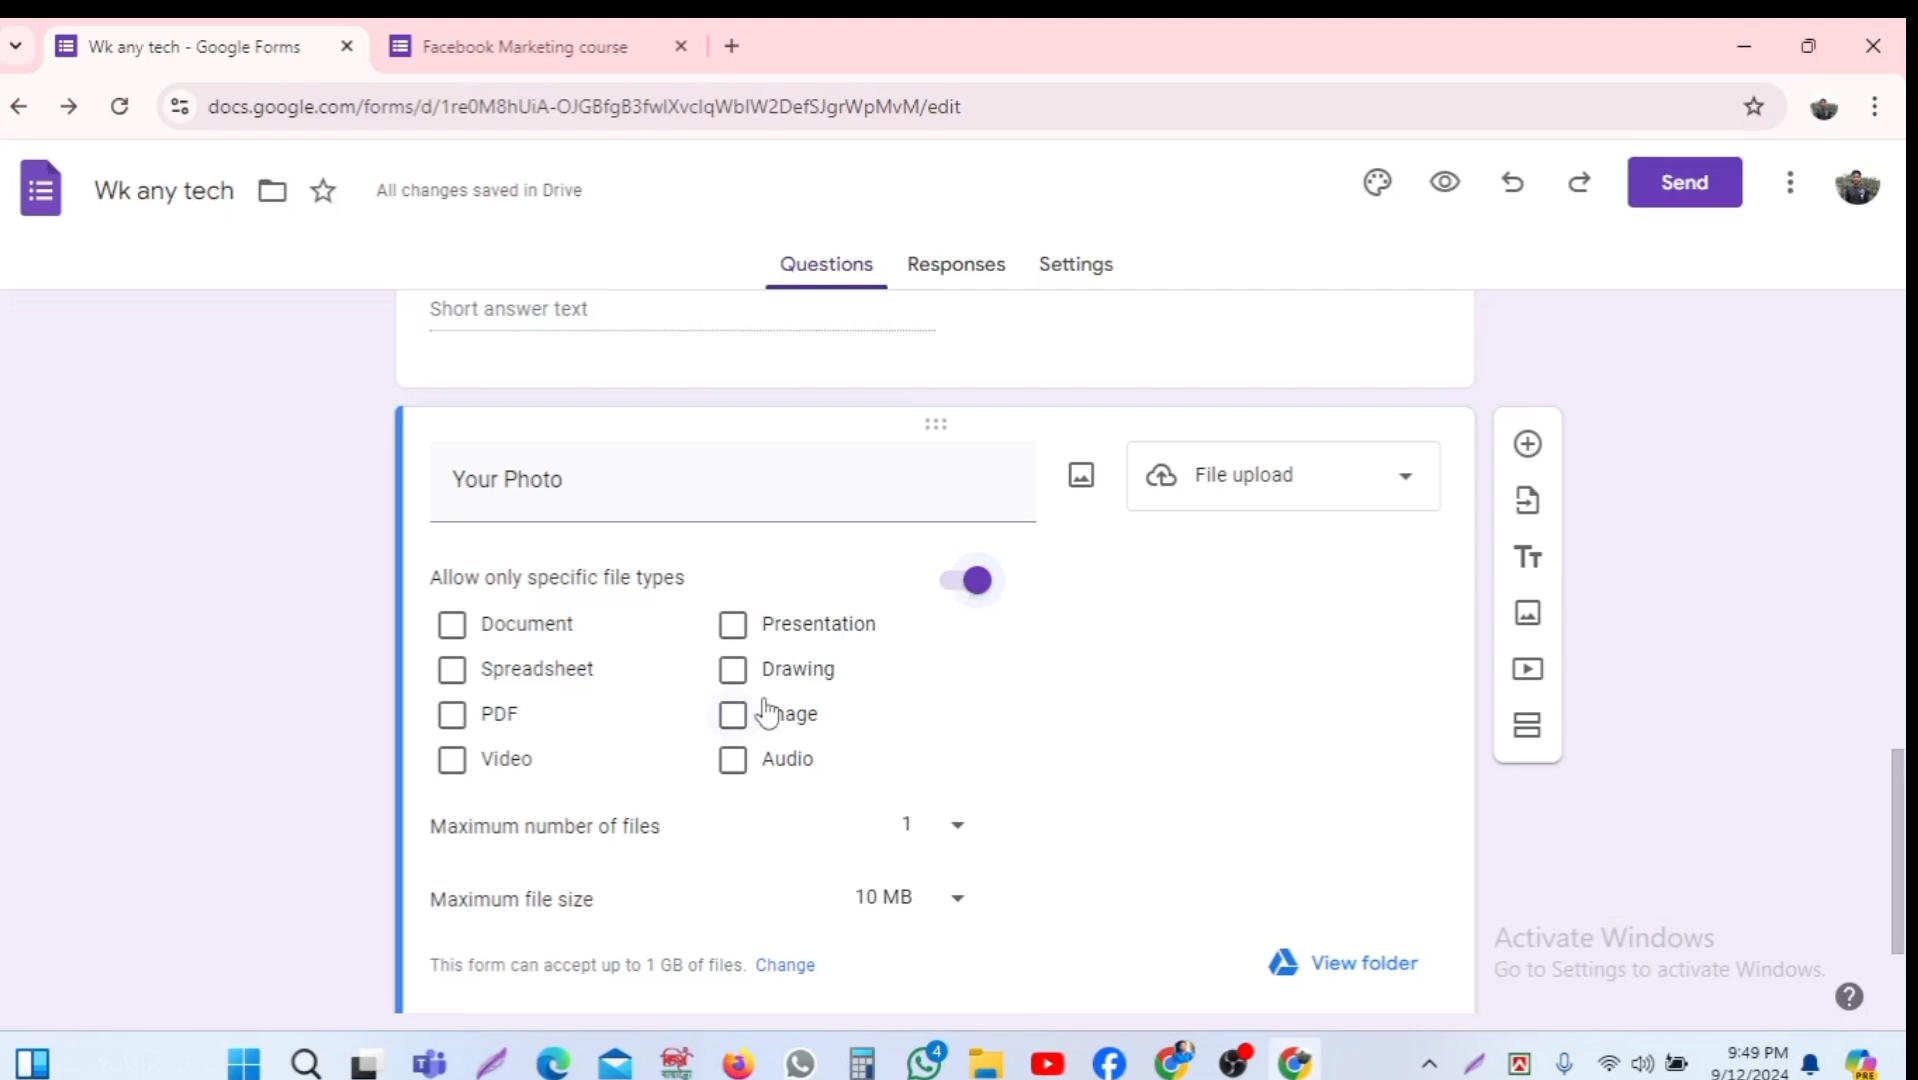 Wk any tech - Google Forms
Facebook Marketing course
docs.google.com/forms/d/1re0M8hUiA-OJGBfgB3fwlXvclqWblW2DefSJgrWpMvM/edit
Wk any tech
All changes saved in Drive
Send
Questions
Responses
Settings
Short answer text
Your Photo
File upload
Tт
Allow only specific file types
Document
Presentation
Spreadsheet
Drawing
PDF
Video
Audio
Maximum number of files
1
Maximum file size
10 MB
This form can accept up to 1 GB of files. Change
View folder
Activate Windows
Go to Settings to activate Windows.
4
9:49 PM
9/12/2024
PRE